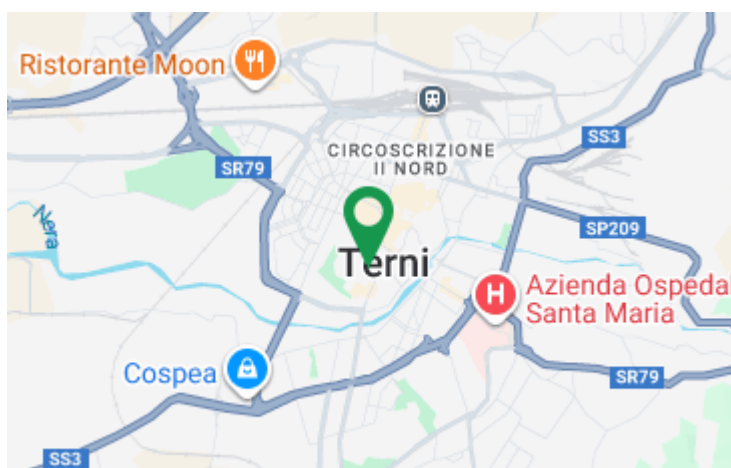 Ristorante Moon
CIRCOSCRIZIONE
II NORD
SS3
SR79
Nera
SP209
Terni
H
Azienda Ospedal
Santa Maria
Cospea
SR79
SS3